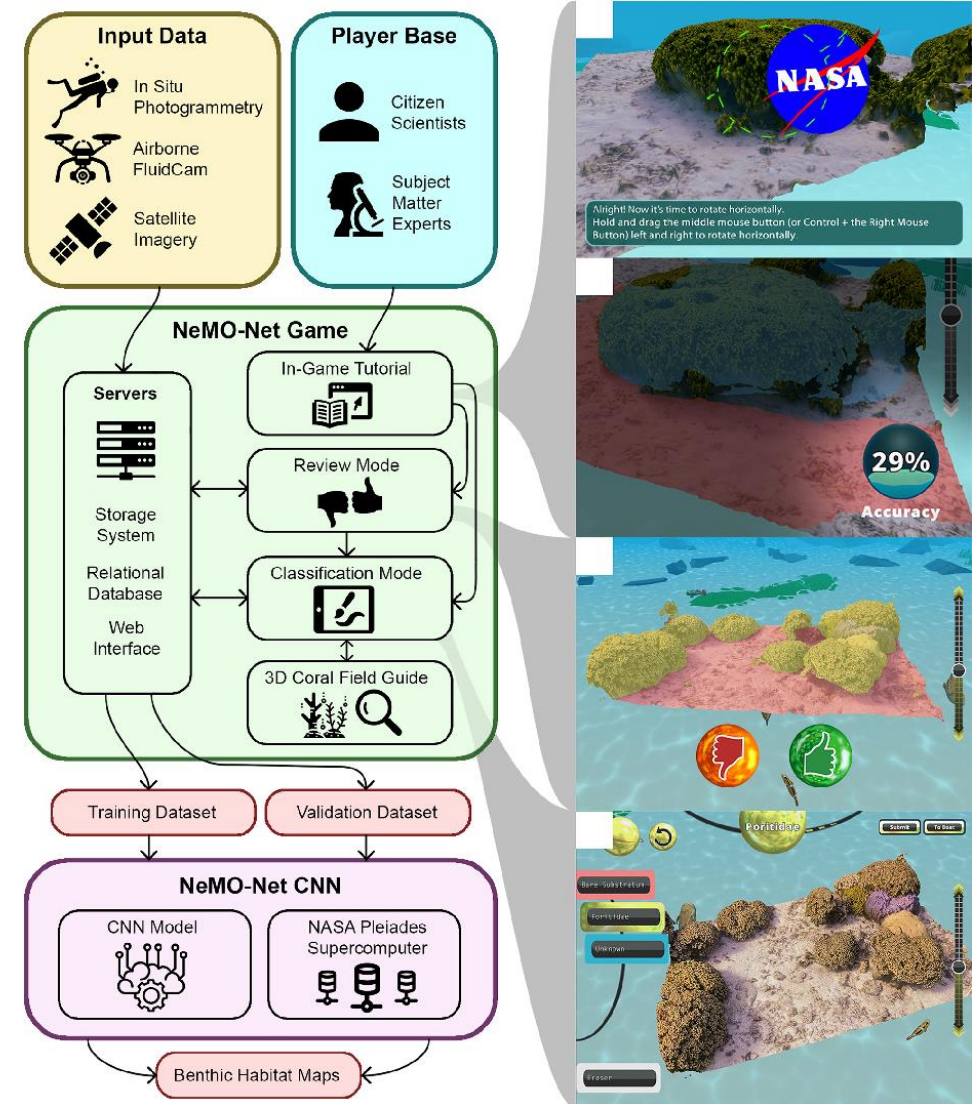 Input Data
In Situ
Photogrammetry
Airborne
FluidCam
Satellite
Imagery
Player Base
Citizen
Scientists
Subject
Matter
Experts
NeMO-Net Game
Servers
Storage
System
Relational
Database
Web
Interface
In-Game Tutorial
Review Mode
Classification Mode
3D Coral Field Guide
Training Dataset
Validation Dataset
NeMO-Net CNN
CNN Model
NASA Pleiades
Supercomputer
Benthic Habitat Maps
NASA
Alright! Now it's time to rotate horizontally.
Hold and drag the middle mouse button (or Control + the Right Mouse
Button) left and right to rotate horizontally.
29%
Accuracy
Poritidae
Submit
To Boat
Bare Substratum
Poritidae
Unknown
Eraser